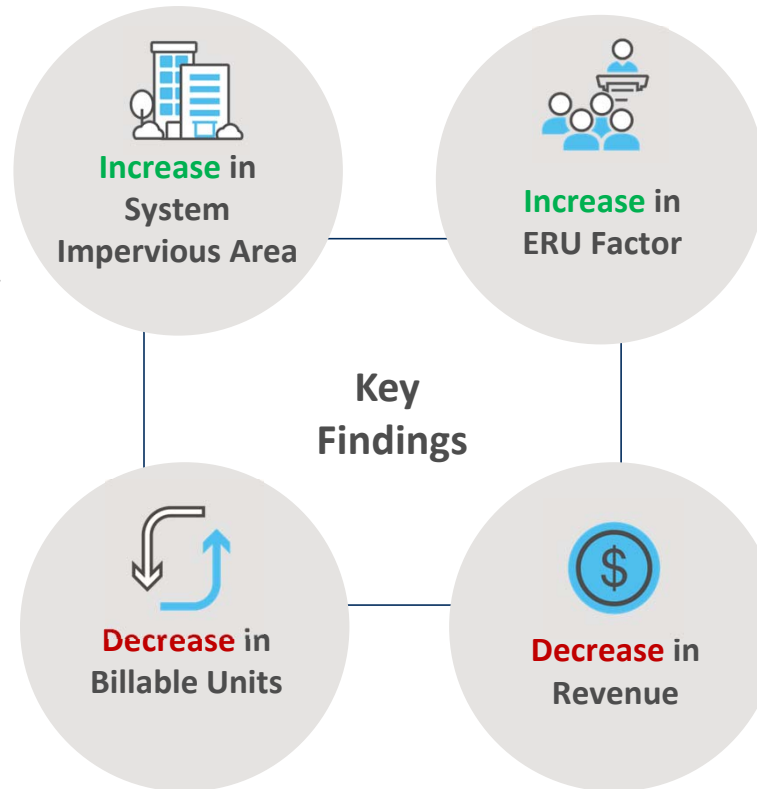 Increase in
System
Impervious Area
Increase in
ERU Factor
Key
Findings
Decrease in
Billable Units
$
Decrease in
Revenue